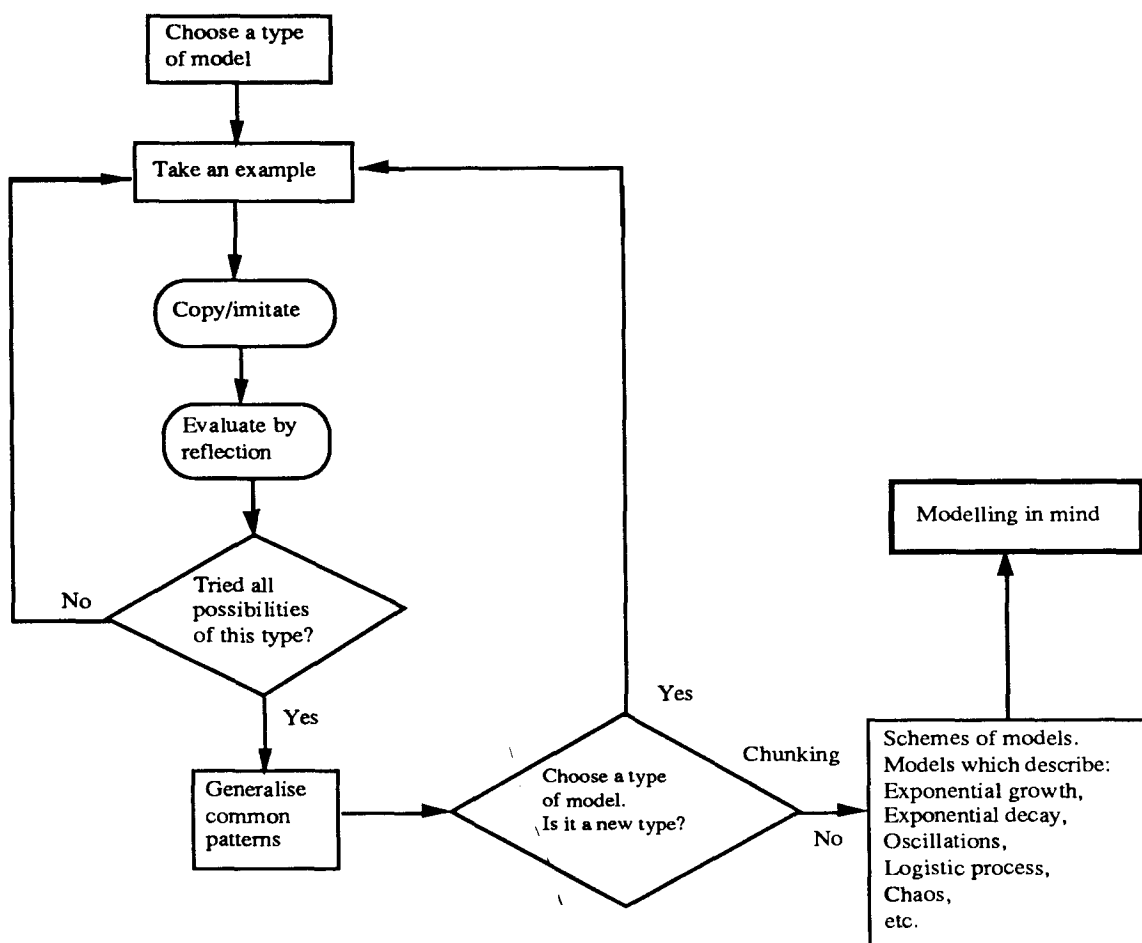 Choose a type
of model
Take an example
Copy/imitate
Evaluate by
reflection
Tried all
possibilities
of this type?
No
Yes
Generalise
common
patterns
Choose a type
of model.
Is it a new type?
Yes
Chunking
No
Schemes of models.
Models which describe:
Exponential growth,
Exponential decay,
Oscillations,
Logistic process,
Chaos,
etc.
Modelling in mind